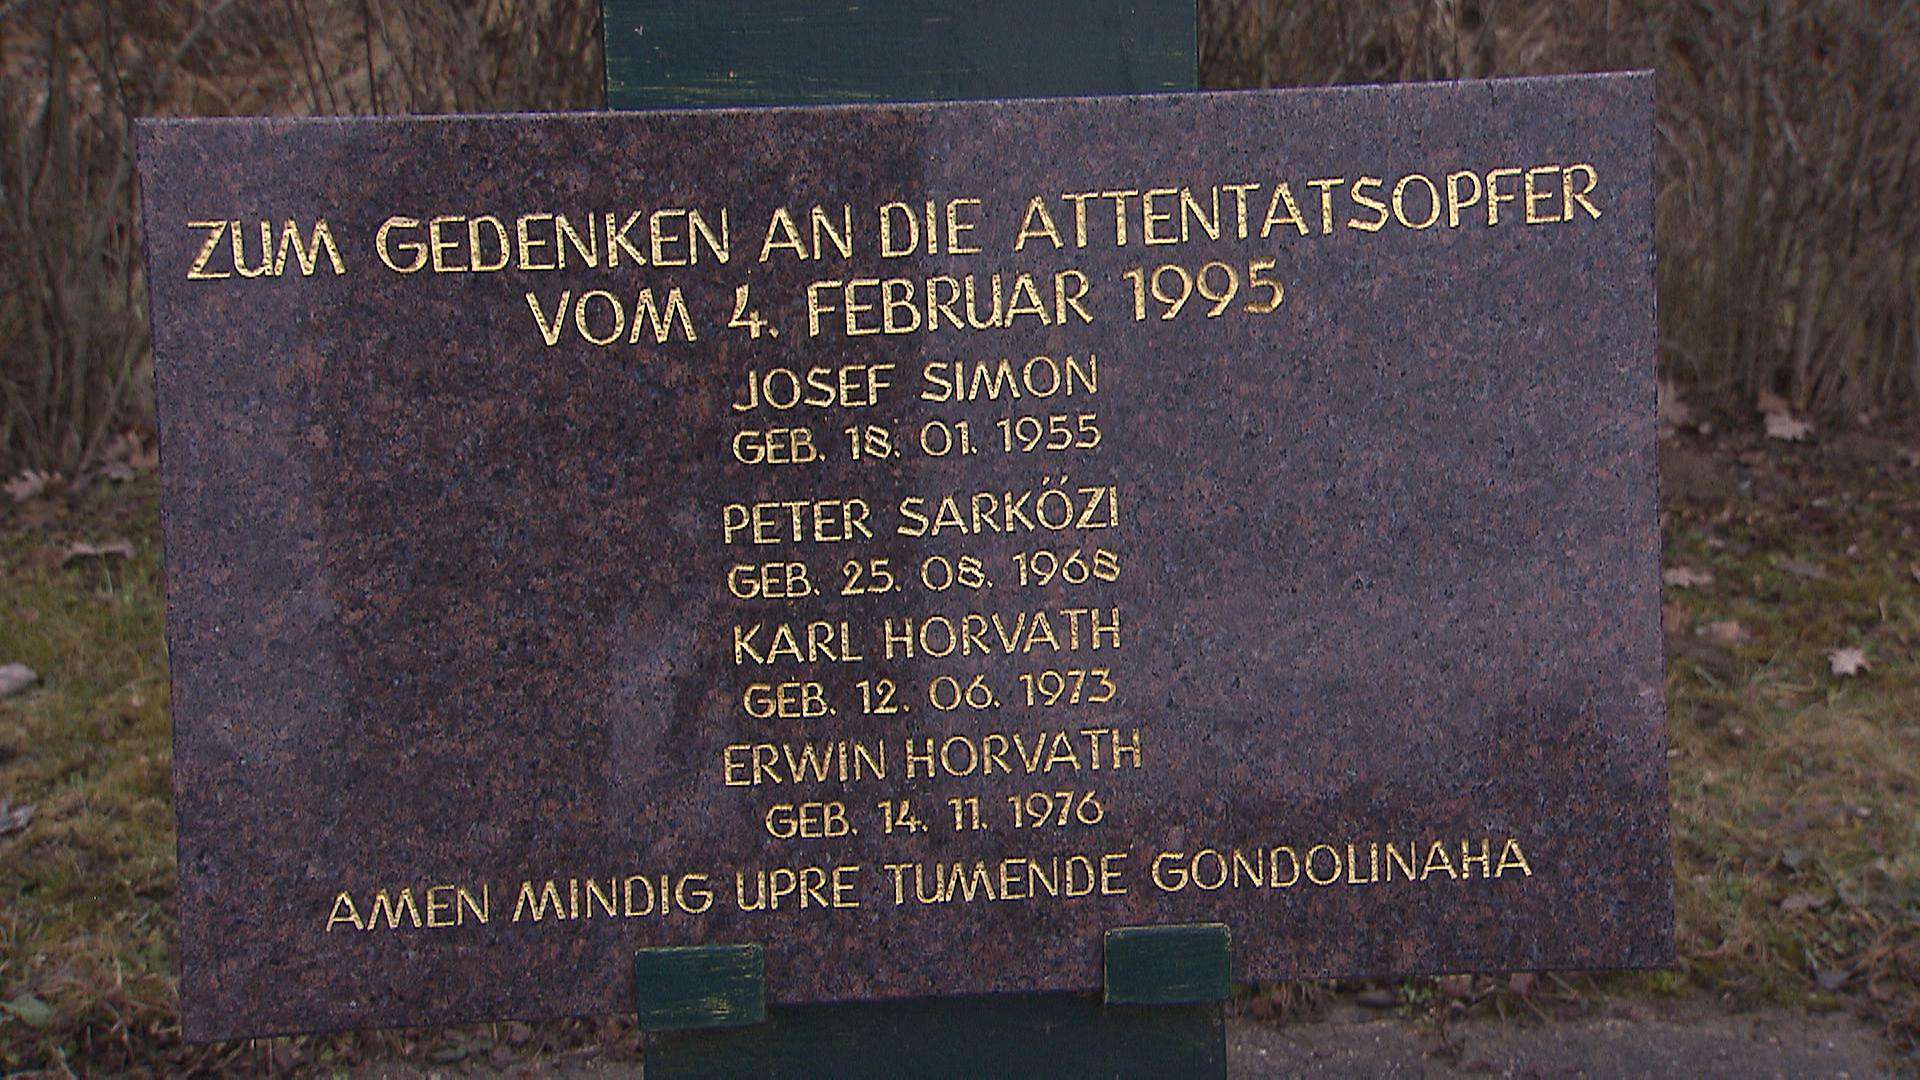 ZUM GEDENKEN AN DIE ATTENTATSOPFER
VOM 4. FEBRUAR 1995
JOSEF SIMON
GEB. 18. 01. 1955
PETER SARKÖZI
GEB. 25. 08. 1968
KARL HORVATH
GEB. 12. 06. 1973
ERWIN HORVATH
GEB. 14. 11. 1976
AMEN MINDIG UPRE TUMENDE GONDOLINAHA